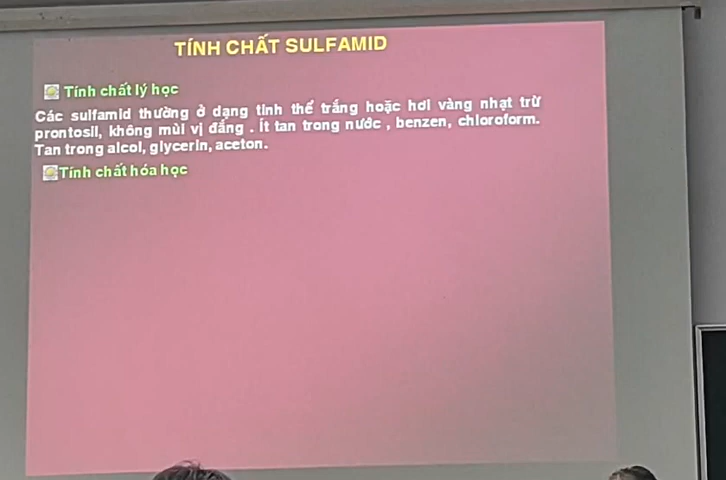 TÍNH CHẤT SULFAMID
Tính chất lý học
Các sulfamid thường ở dạng tinh thể trắng hoặc hơi vàng nhạt trừ
prontosil, không mùi vị đắng . Ít tan trong nước , benzen, chloroform.
Tan trong alcol, glycerin, aceton.
Tính chất hóa học